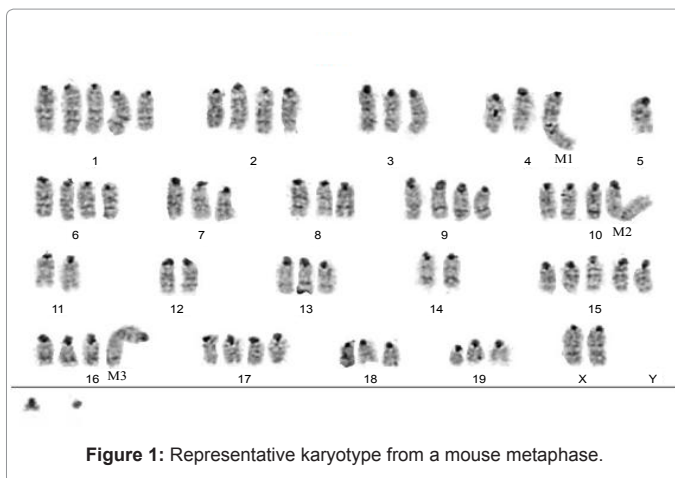 1 2 3 4 M1 5
6 7 8 9 10 M2
11 12 13 14 15
16 M3 17 18 19 X Y
Figure 1: Representative karyotype from a mouse metaphase.